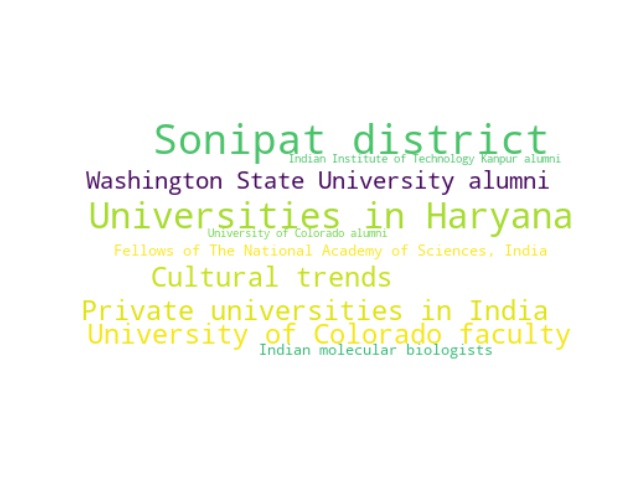 Sonipat district
Indian Institute of Technology Kanpur alumni
Washington State University alumni
Universities in Haryana
University of Colorado alumni
Fellows of The National Academy of Sciences, India
Cultural trends
Private universities in India
University of Colorado faculty
Indian molecular biologists